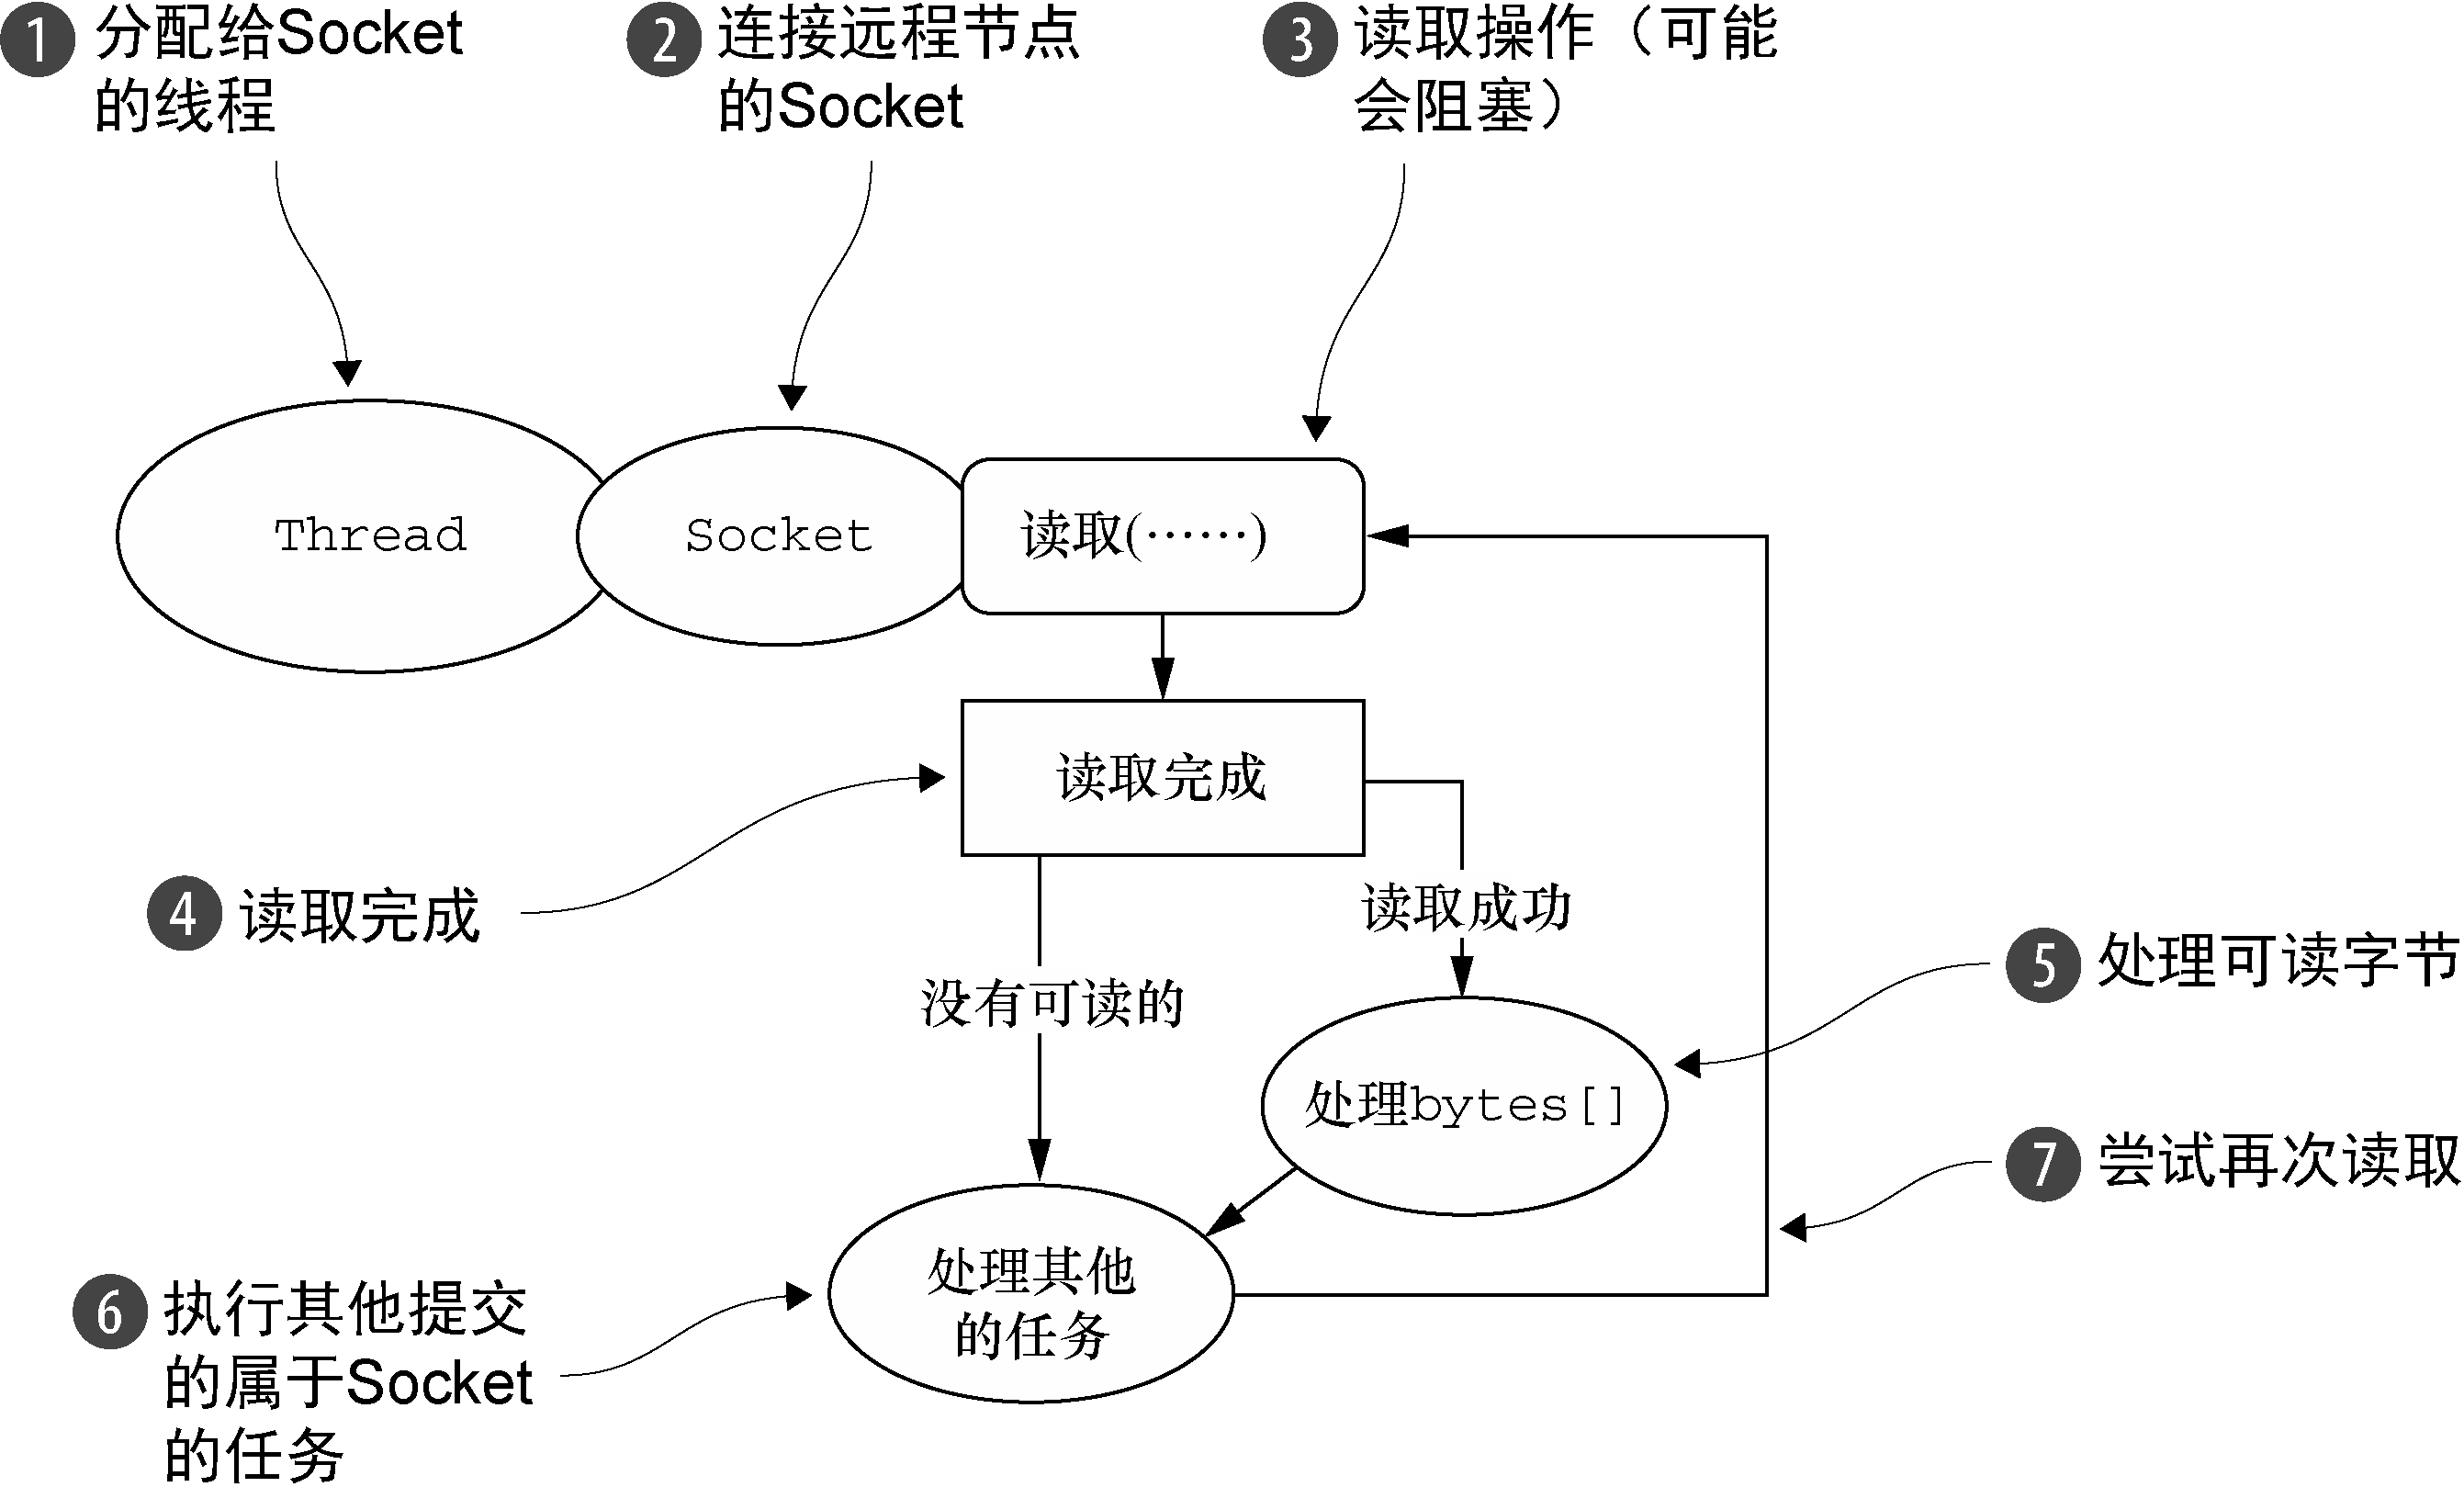 1 分配给Socket
的线程
2 连接远程节点
的Socket
3 读取操作（可能
会阻塞）
Thread
Socket
读取(……)
读取完成
4 读取完成
读取成功
没有可读的
5 处理可读字节
处理bytes[]
7 尝试再次读取
处理其他
的任务
6 执行其他提交
的属于Socket
的任务